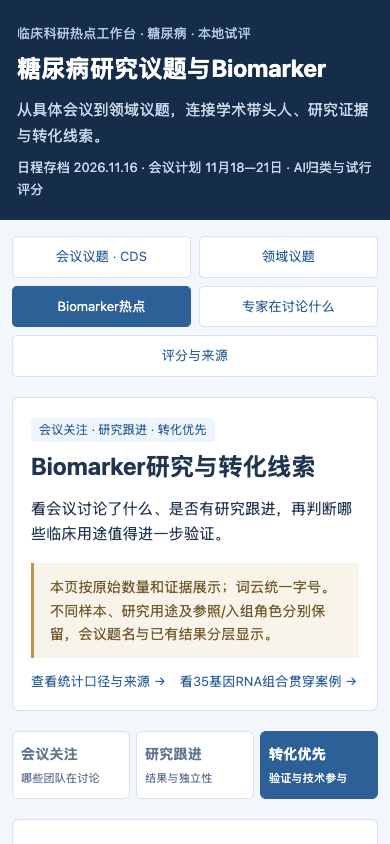 临床科研热点工作台 · 糖尿病 · 本地试评
糖尿病研究议题与Biomarker
从具体会议到领域议题，连接学术带头人、研究证据
与转化线索。
日程存档 2026.11.16 · 会议计划 11月18—21日 · AI归类与试行
评分
会议议题 · CDS
领域议题
Biomarker热点
专家在讨论什么
评分与来源
会议关注 · 研究跟进 · 转化优先
Biomarker研究与转化线索
看会议讨论了什么、是否有研究跟进，再判断哪
些临床用途值得进一步验证。
本页按原始数量和证据展示；词云统一字号。
不同样本、研究用途及参照/入组角色分别保
留，会议题名与已有结果分层显示。
查看统计口径与来源 → 看35基因RNA组合贯穿案例 →
会议关注
哪些团队在讨论
研究跟进
结果与独立性
转化优先
验证与技术参与